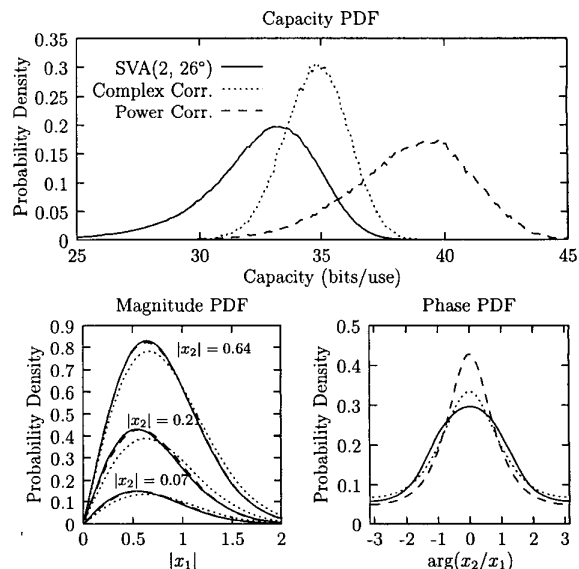 Capacity PDF
Probability Density
0.35
0.3
0.25
0.2
0.15
0.1
0.05
0
SVA(2, 26°)
Complex Corr.
Power Corr.
25
30
35
40
45
Capacity (bits/use)
Magnitude PDF
Probability Density
0.9
0.8
0.7
0.6
0.5
0.4
0.3
0.2
0.1
0
|x₂| = 0.64
|x₂| = 0.21
|x₂| = 0.07
0
0.5
1
1.5
2
|x₁|
Phase PDF
Probability Density
0.5
0.4
0.3
0.2
0.1
0
-3
-2
-1
0
1
2
3
arg(x₂/x₁)